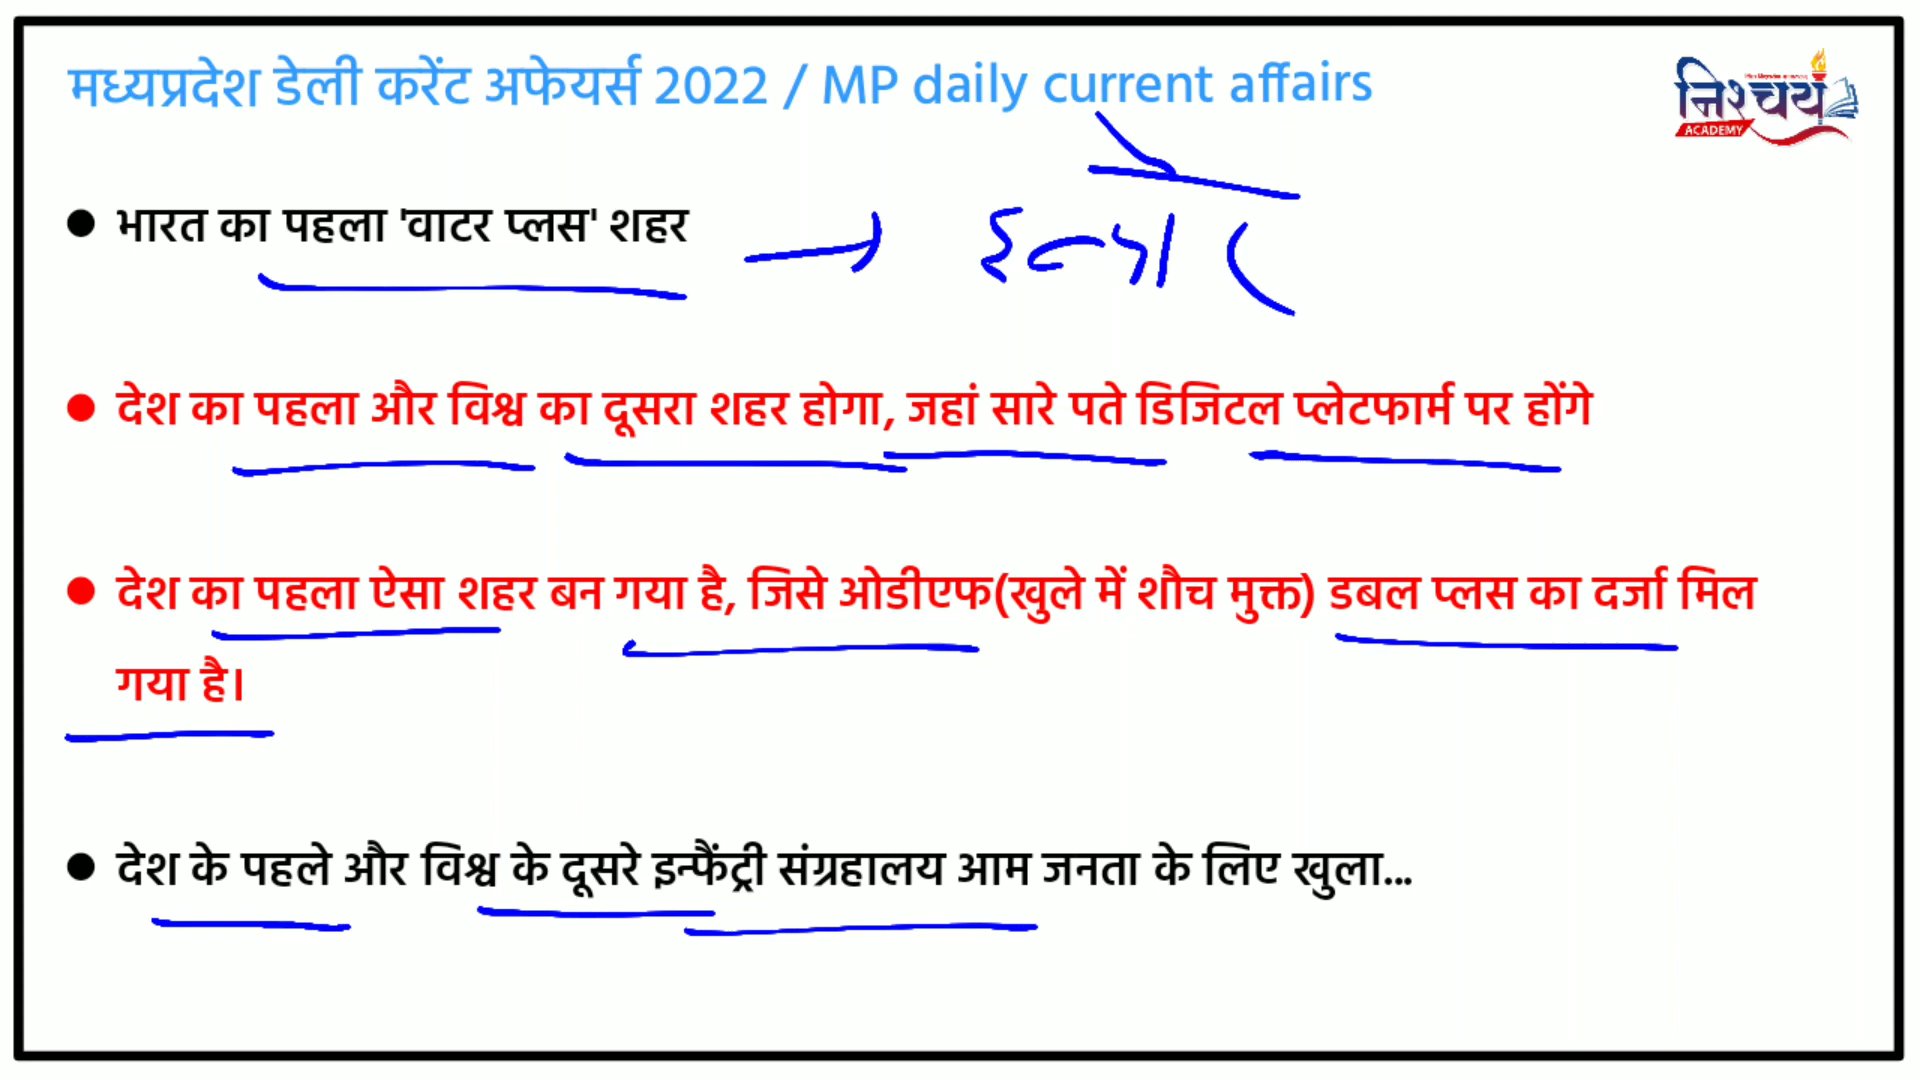 मध्यप्रदेश डेली करेंट अफेयर्स 2022 / MP daily current affairs
निश्चय
ACADEMY
● भारत का पहला 'वाटर प्लस' शहर
इन्दौर
● देश का पहला और विश्व का दूसरा शहर होगा, जहां सारे पते डिजिटल प्लेटफार्म पर होंगे
● देश का पहला ऐसा शहर बन गया है, जिसे ओडीएफ(खुले में शौच मुक्त) डबल प्लस का दर्जा मिल
गया है।
● देश के पहले और विश्व के दूसरे इन्फैंट्री संग्रहालय आम जनता के लिए खुला...